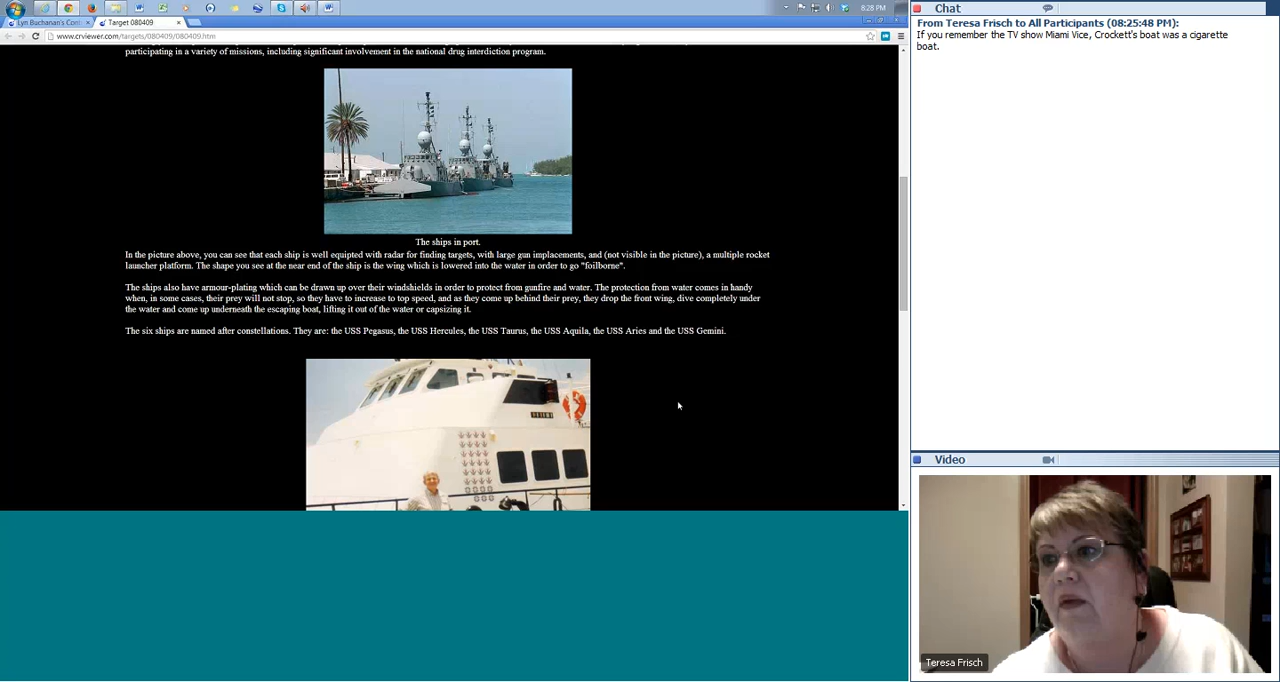 8:28 PM
Lyn Buchanan's Con
Target 080409
www.crviewer.com/targets/080409/080409.htm
participating in a variety of missions, including significant involvement in the national drug interdiction program.
The ships in port.
In the picture above, you can see that each ship is well equipted with radar for finding targets, with large gun implacements, and (not visible in the picture), a multiple rocket
launcher platform. The shape you see at the near end of the ship is the wing which is lowered into the water in order to go "foilborne".
The ships also have armour-plating which can be drawn up over their windshields in order to protect from gunfire and water. The protection from water comes in handy
when, in some cases, their prey will not stop, so they have to increase to top speed, and as they come up behind their prey, they drop the front wing, dive completely under
the water and come up underneath the escaping boat, lifting it out of the water or capsizing it.
The six ships are named after constellations. They are: the USS Pegasus, the USS Hercules, the USS Taurus, the USS Aquila, the USS Aries and the USS Gemini.
Chat
From Teresa Frisch to All Participants (08:25:48 PM):
If you remember the TV show Miami Vice, Crockett's boat was a cigarette
boat.
Video
Teresa Frisch